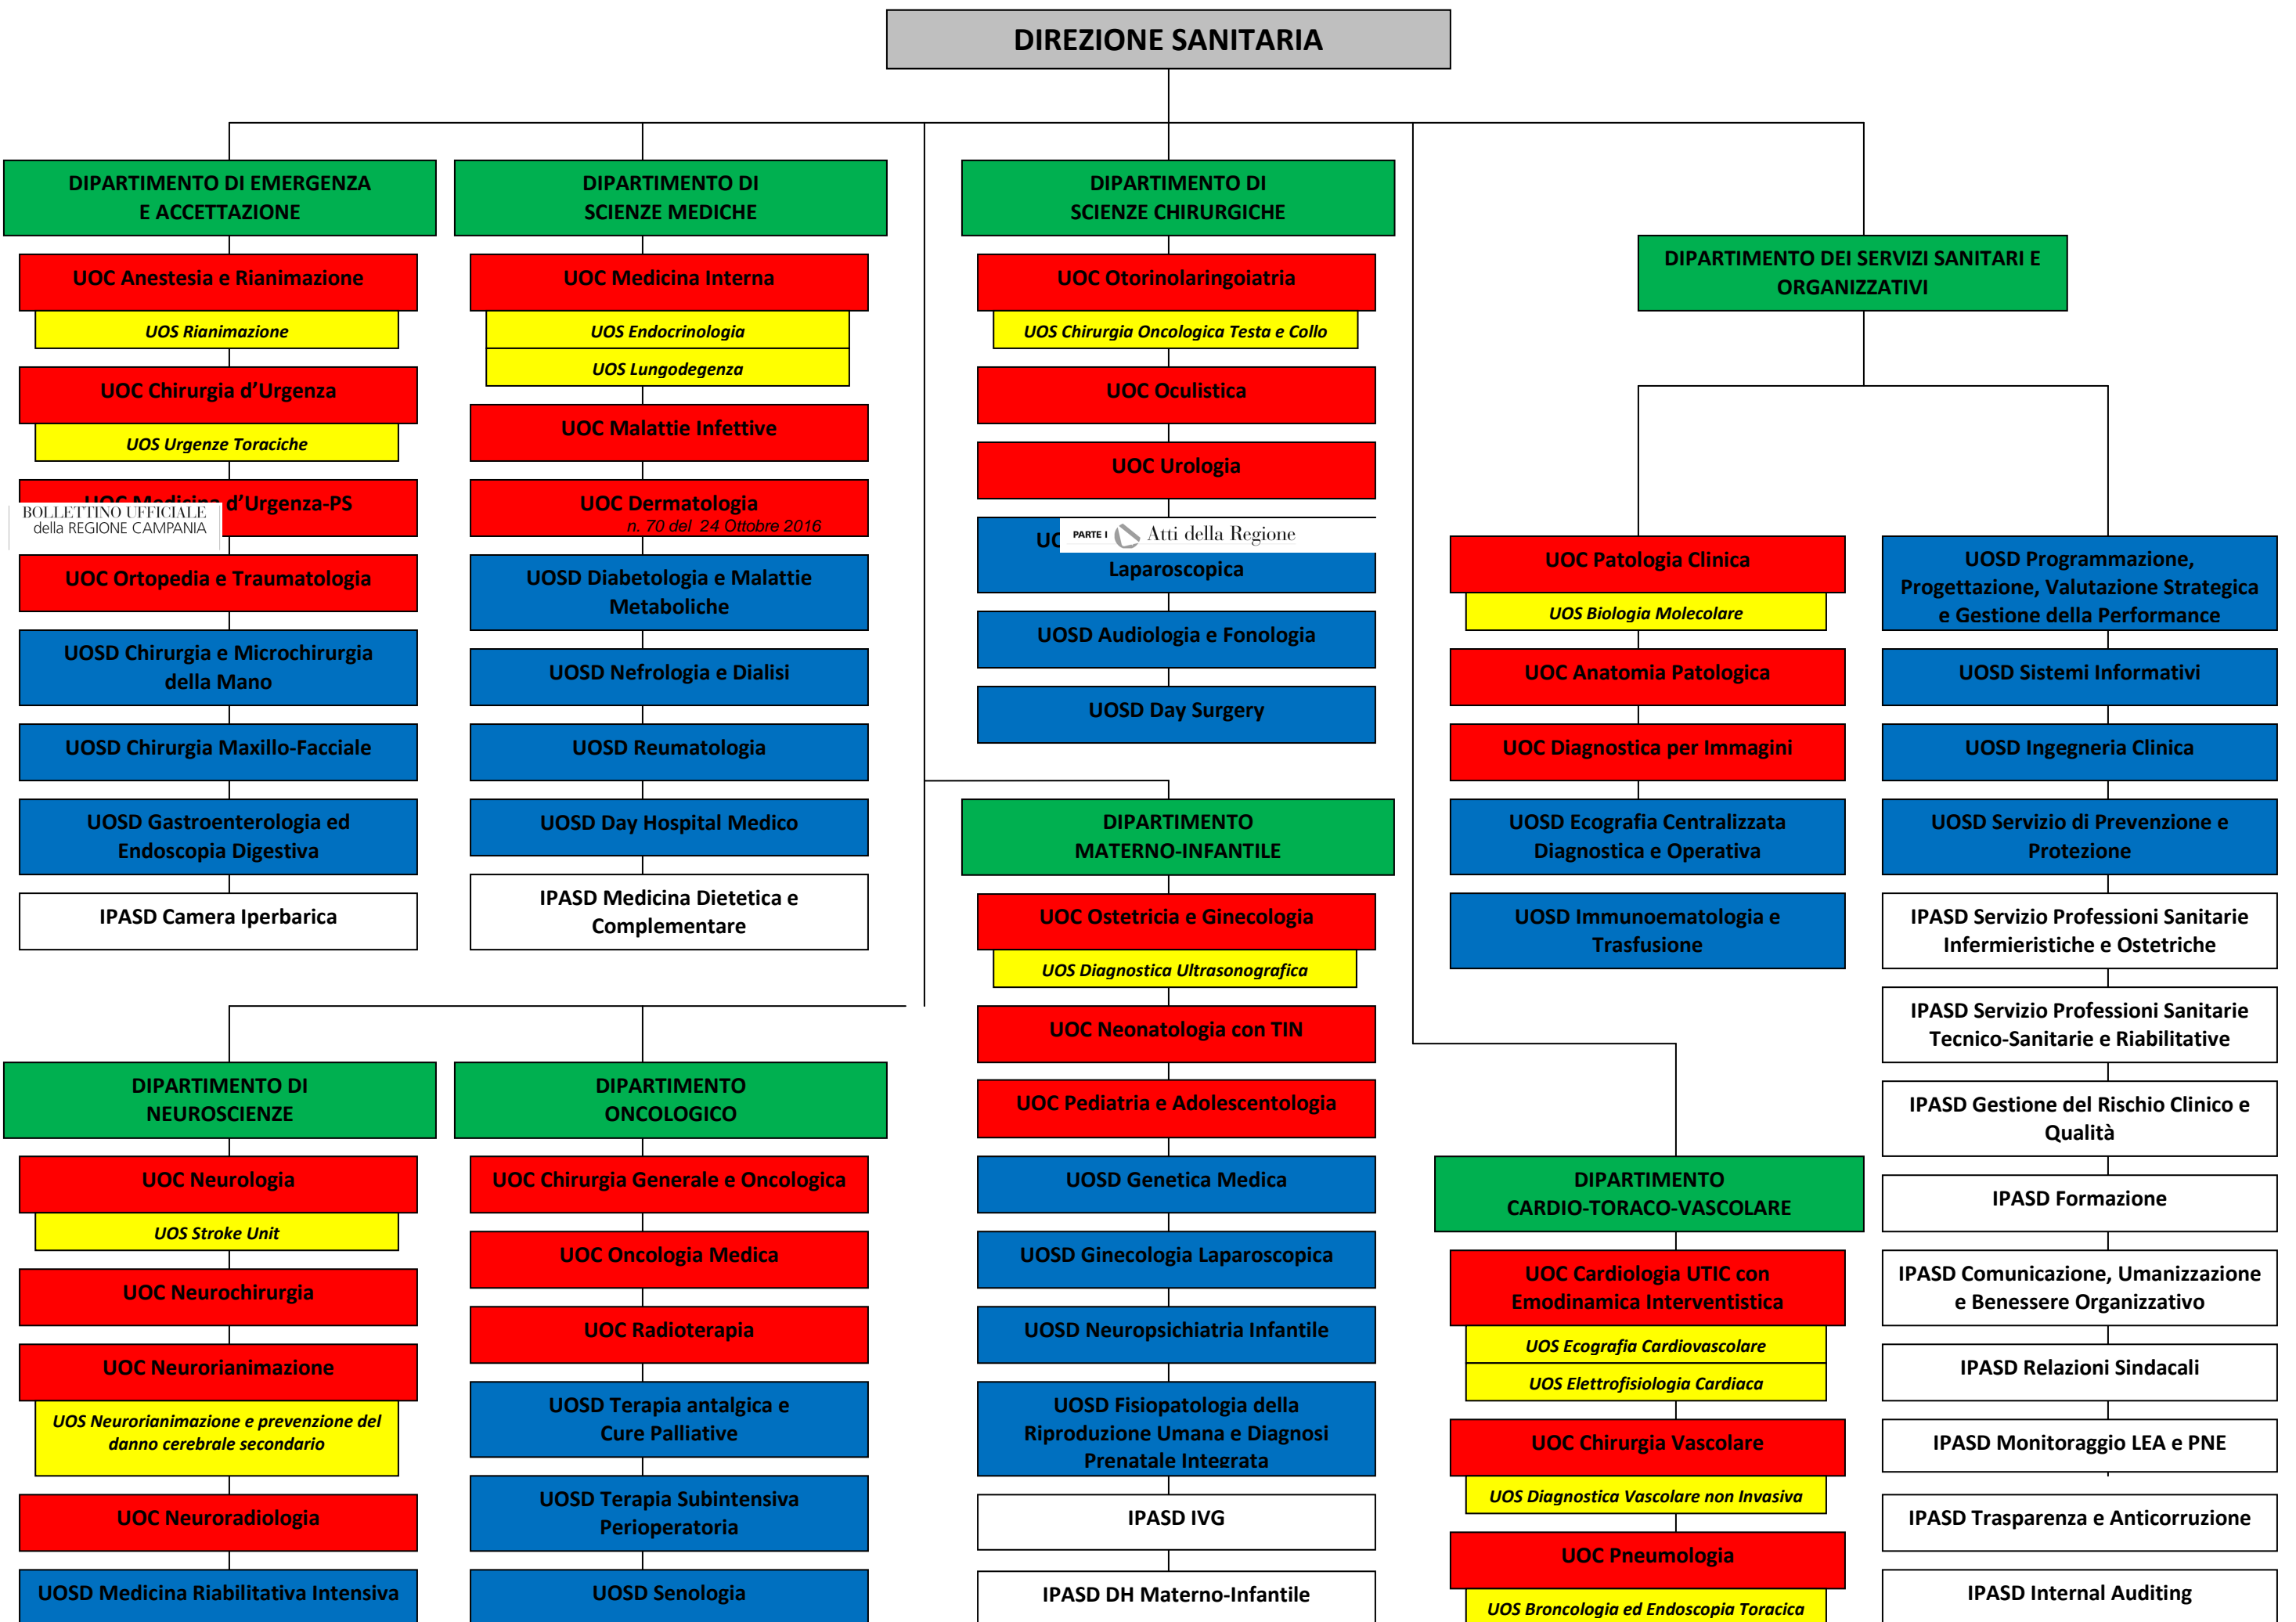 DIREZIONE SANITARIA
DIPARTIMENTO DI EMERGENZA
E ACCETTAZIONE
UOC Anestesia e Rianimazione
UOS Rianimazione
UOC Chirurgia d’Urgenza
UOS Urgenze Toraciche
UOC Medicina d’Urgenza-PS
BOLLETTINO UFFICIALE
della REGIONE CAMPANIA
UOC Ortopedia e Traumatologia
UOSD Chirurgia e Microchirurgia
della Mano
UOSD Chirurgia Maxillo-Facciale
UOSD Gastroenterologia ed
Endoscopia Digestiva
IPASD Camera Iperbarica
DIPARTIMENTO DI
SCIENZE MEDICHE
UOC Medicina Interna
UOS Endocrinologia
UOS Lungodegenza
UOC Malattie Infettive
UOC Dermatologia
n. 70 del 24 Ottobre 2016
UOSD Diabetologia e Malattie
Metaboliche
UOSD Nefrologia e Dialisi
UOSD Reumatologia
UOSD Day Hospital Medico
IPASD Medicina Dietetica e
Complementare
DIPARTIMENTO DI
SCIENZE CHIRURGICHE
UOC Otorinolaringoiatria
UOS Chirurgia Oncologica Testa e Collo
UOC Oculistica
UOC Urologia
PARTE I Atti della Regione
Laparoscopica
UOSD Audiologia e Fonologia
UOSD Day Surgery
DIPARTIMENTO
MATERNO-INFANTILE
UOC Ostetricia e Ginecologia
UOS Diagnostica Ultrasonografica
UOC Neonatologia con TIN
UOC Pediatria e Adolescentologia
UOSD Genetica Medica
UOSD Ginecologia Laparoscopica
UOSD Neuropsichiatria Infantile
UOSD Fisiopatologia della
Riproduzione Umana e Diagnosi
Prenatale Integrata
IPASD IVG
IPASD DH Materno-Infantile
DIPARTIMENTO DEI SERVIZI SANITARI E
ORGANIZZATIVI
UOC Patologia Clinica
UOS Biologia Molecolare
UOC Anatomia Patologica
UOC Diagnostica per Immagini
UOSD Ecografia Centralizzata
Diagnostica e Operativa
UOSD Immunoematologia e
Trasfusione
UOSD Programmazione,
Progettazione, Valutazione Strategica
e Gestione della Performance
UOSD Sistemi Informativi
UOSD Ingegneria Clinica
UOSD Servizio di Prevenzione e
Protezione
IPASD Servizio Professioni Sanitarie
Infermieristiche e Ostetriche
IPASD Servizio Professioni Sanitarie
Tecnico-Sanitarie e Riabilitative
IPASD Gestione del Rischio Clinico e
Qualità
IPASD Formazione
IPASD Comunicazione, Umanizzazione
e Benessere Organizzativo
IPASD Relazioni Sindacali
IPASD Monitoraggio LEA e PNE
IPASD Trasparenza e Anticorruzione
IPASD Internal Auditing
DIPARTIMENTO DI
NEUROSCIENZE
UOC Neurologia
UOS Stroke Unit
UOC Neurochirurgia
UOC Neurorianimazione
UOS Neurorianimazione e prevenzione del
danno cerebrale secondario
UOC Neuroradiologia
UOSD Medicina Riabilitativa Intensiva
DIPARTIMENTO
ONCOLOGICO
UOC Chirurgia Generale e Oncologica
UOC Oncologia Medica
UOC Radioterapia
UOSD Terapia antalgica e
Cure Palliative
UOSD Terapia Subintensiva
Perioperatoria
UOSD Senologia
DIPARTIMENTO
CARDIO-TORACO-VASCOLARE
UOC Cardiologia UTIC con
Emodinamica Interventistica
UOS Ecografia Cardiovascolare
UOS Elettrofisiologia Cardiaca
UOC Chirurgia Vascolare
UOS Diagnostica Vascolare non Invasiva
UOC Pneumologia
UOS Broncologia ed Endoscopia Toracica